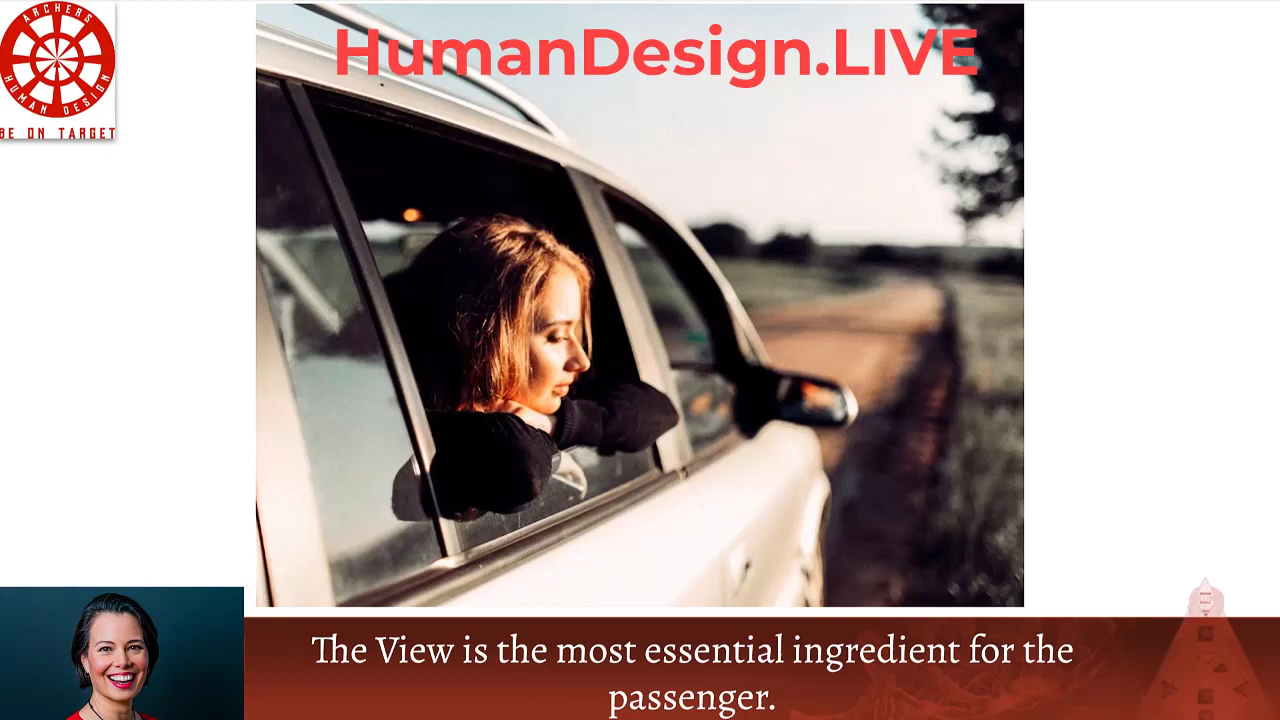 ARCHERS
HUMAN DESIGN
BE ON TARGET
HumanDesign.LIVE
The View is the most essential ingredient for the
passenger.